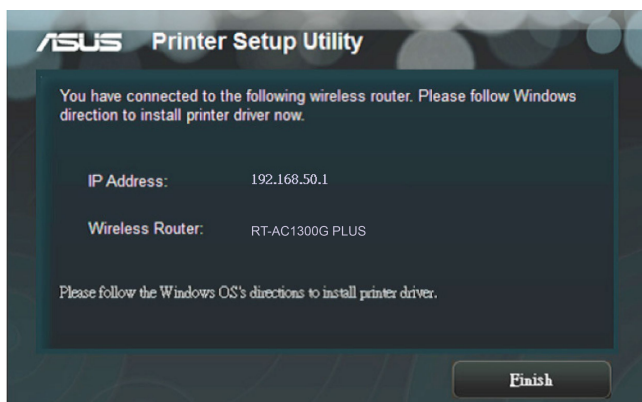 ASUS Printer Setup Utility
You have connected to the following wireless router. Please follow Windows
direction to install printer driver now.
IP Address: 192.168.50.1
Wireless Router: RT-AC1300G PLUS
Please follow the Windows OS's directions to install printer driver.
Finish